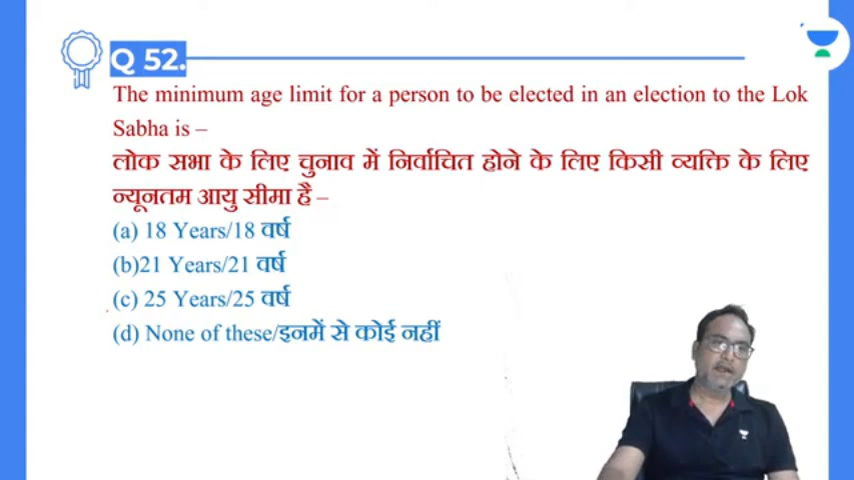 Q 52.
The minimum age limit for a person to be elected in an election to the Lok
Sabha is –
लोक सभा के लिए चुनाव में निर्वाचित होने के लिए किसी व्यक्ति के लिए
न्यूनतम आयु सीमा है –
(a) 18 Years/18 वर्ष
(b)21 Years/21 वर्ष
(c) 25 Years/25 वर्ष
(d) None of these/इनमें से कोई नहीं